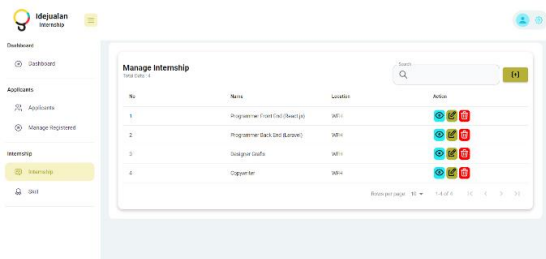 Idejualan
Internship
Dashboard
Dashboard
Applicants
Applicants
Manage Registered
Internship
Internship
Skill
Manage Internship
Total Data : 4
Search
[+]
No Name Location Action
1 Programmer Front End (React js) WFH
2 Programmer Back End (Laravel) WFH
3 Designer Grafis WFH
4 Copywriter WFH
Rows per page: 10 1-4 of 4